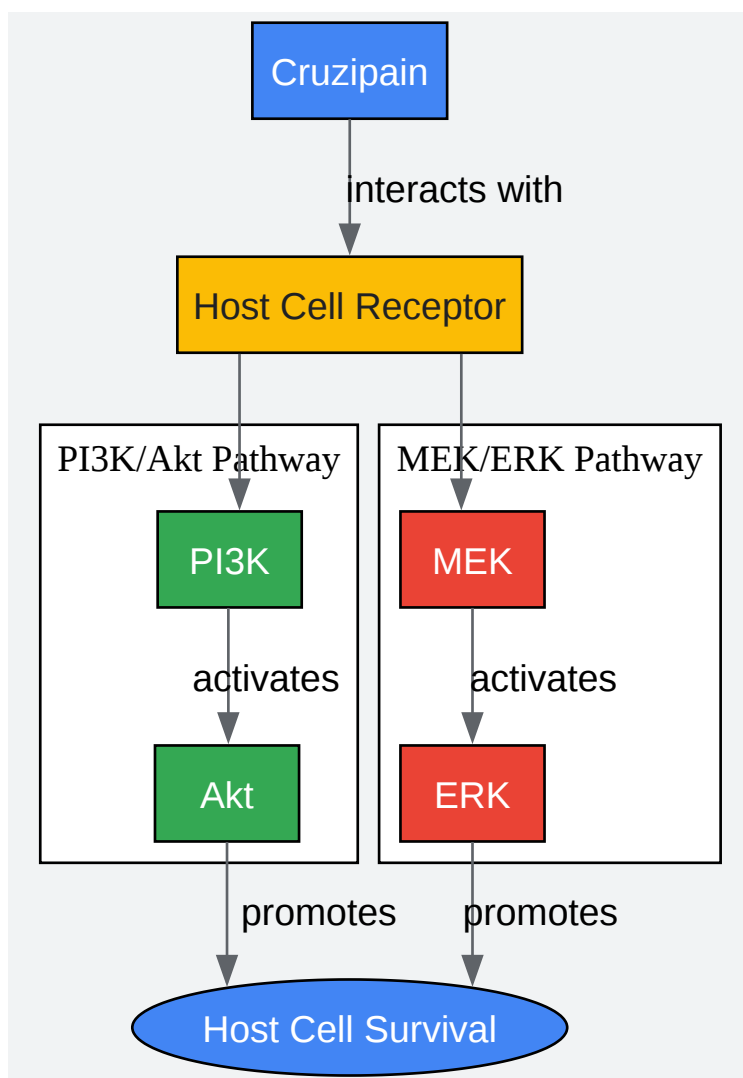 Cruzipain
interacts with
Host Cell Receptor
PI3K/Akt Pathway
MEK/ERK Pathway
PI3K
MEK
activates
activates
Akt
ERK
promotes
promotes
Host Cell Survival